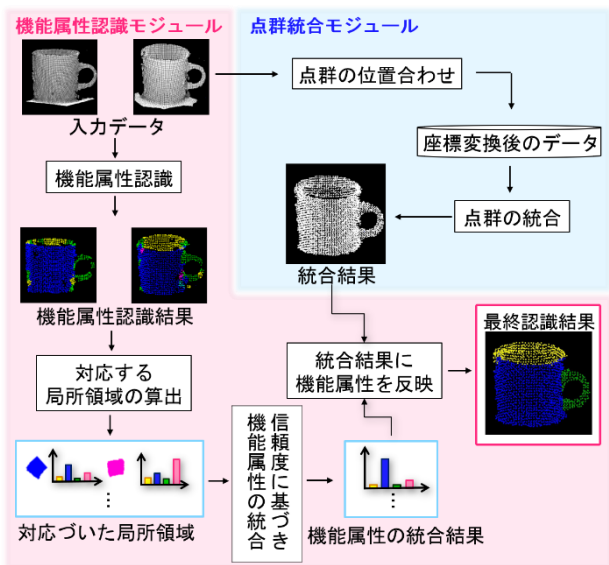 機能属性認識モジュール
点群統合モジュール
入力データ
点群の位置合わせ
座標変換後のデータ
点群の統合
統合結果
機能属性認識
機能属性認識結果
対応する
局所領域の算出
対応づいた局所領域
信頼度に基づき
機能属性の統合
機能属性の統合結果
統合結果に
機能属性を反映
最終認識結果